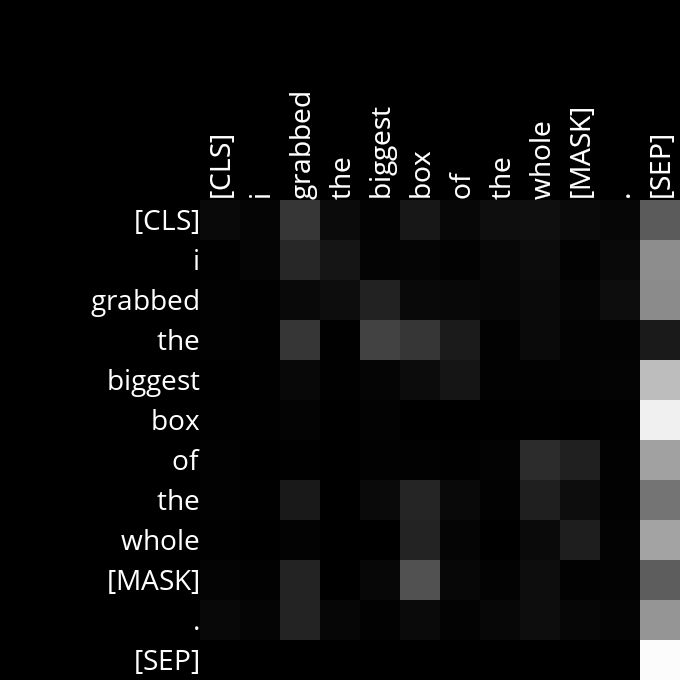 [CLS] i grabbed the biggest box of the whole [MASK] . [SEP]
[CLS]
i
grabbed
the
biggest
box
of
the
whole
[MASK]
.
[SEP]